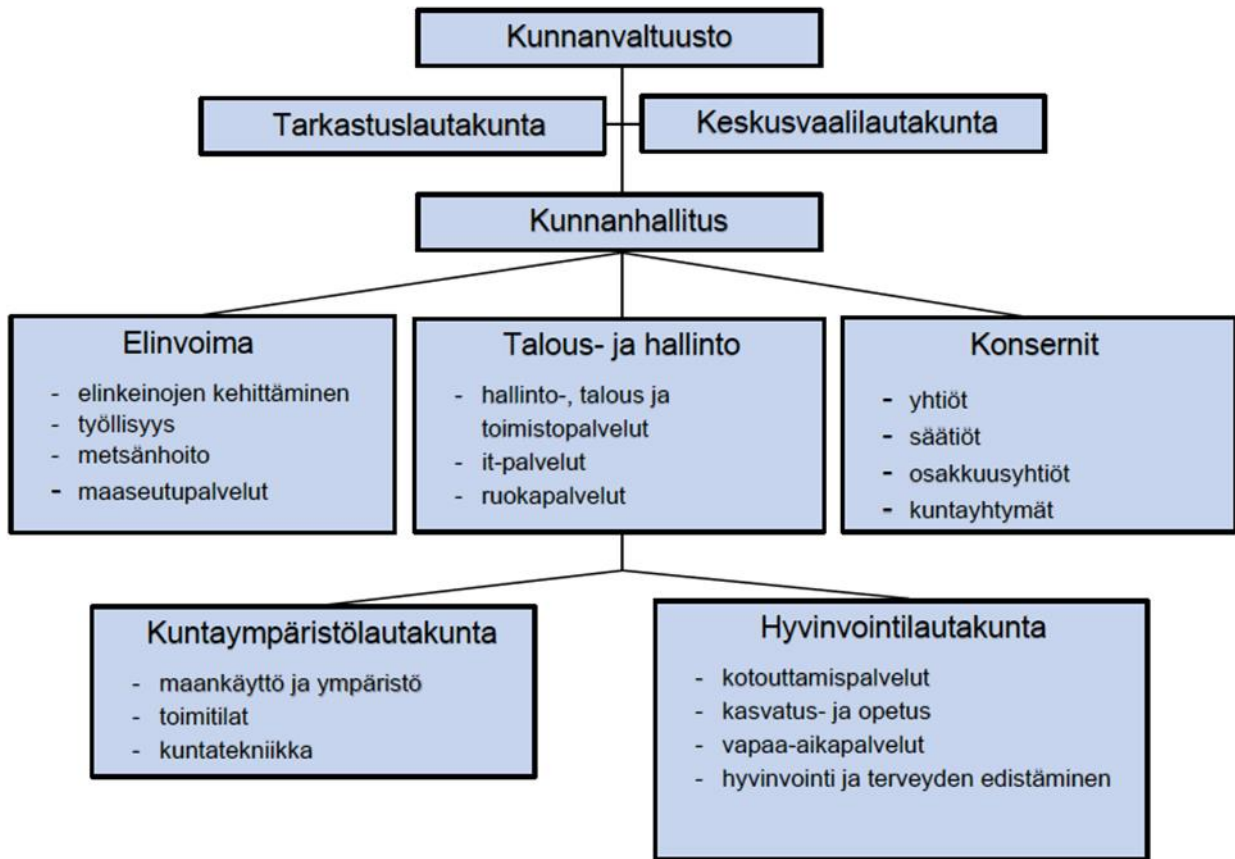 Kunnanvaltuusto
Tarkastuslautakunta
Keskusvaalilautakunta
Kunnanhallitus
Elinvoima
- elinkeinojen kehittäminen
- työllisyys
- metsänhoito
- maaseutupalvelut
Talous- ja hallinto
- hallinto-, talous ja
toimistopalvelut
- it-palvelut
- ruokapalvelut
Konsernit
- yhtiöt
- säätiöt
- osakkuusyhtiöt
- kuntayhtymät
Kuntaympäristölautakunta
- maankäyttö ja ympäristö
- toimitilat
- kuntatekniikka
Hyvinvointilautakunta
- kotouttamispalvelut
- kasvatus- ja opetus
- vapaa-aikapalvelut
- hyvinvointi ja terveyden edistäminen